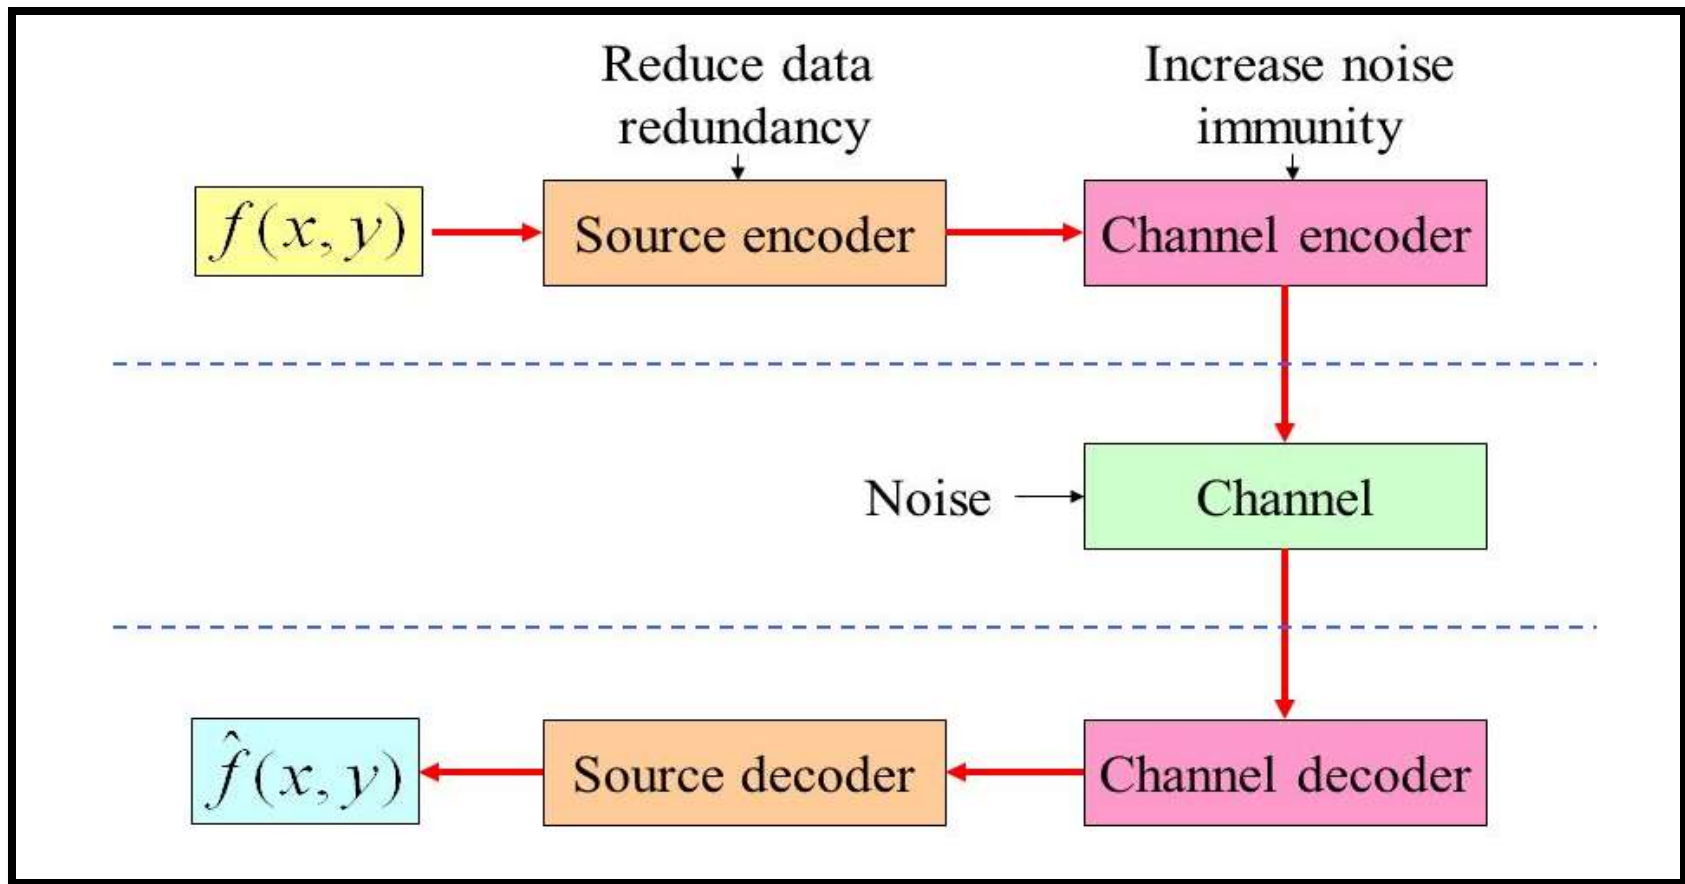 Reduce data
redundancy
Increase noise
immunity
f(x, y)
Source encoder
Channel encoder
Noise
Channel
f̂(x, y)
Source decoder
Channel decoder